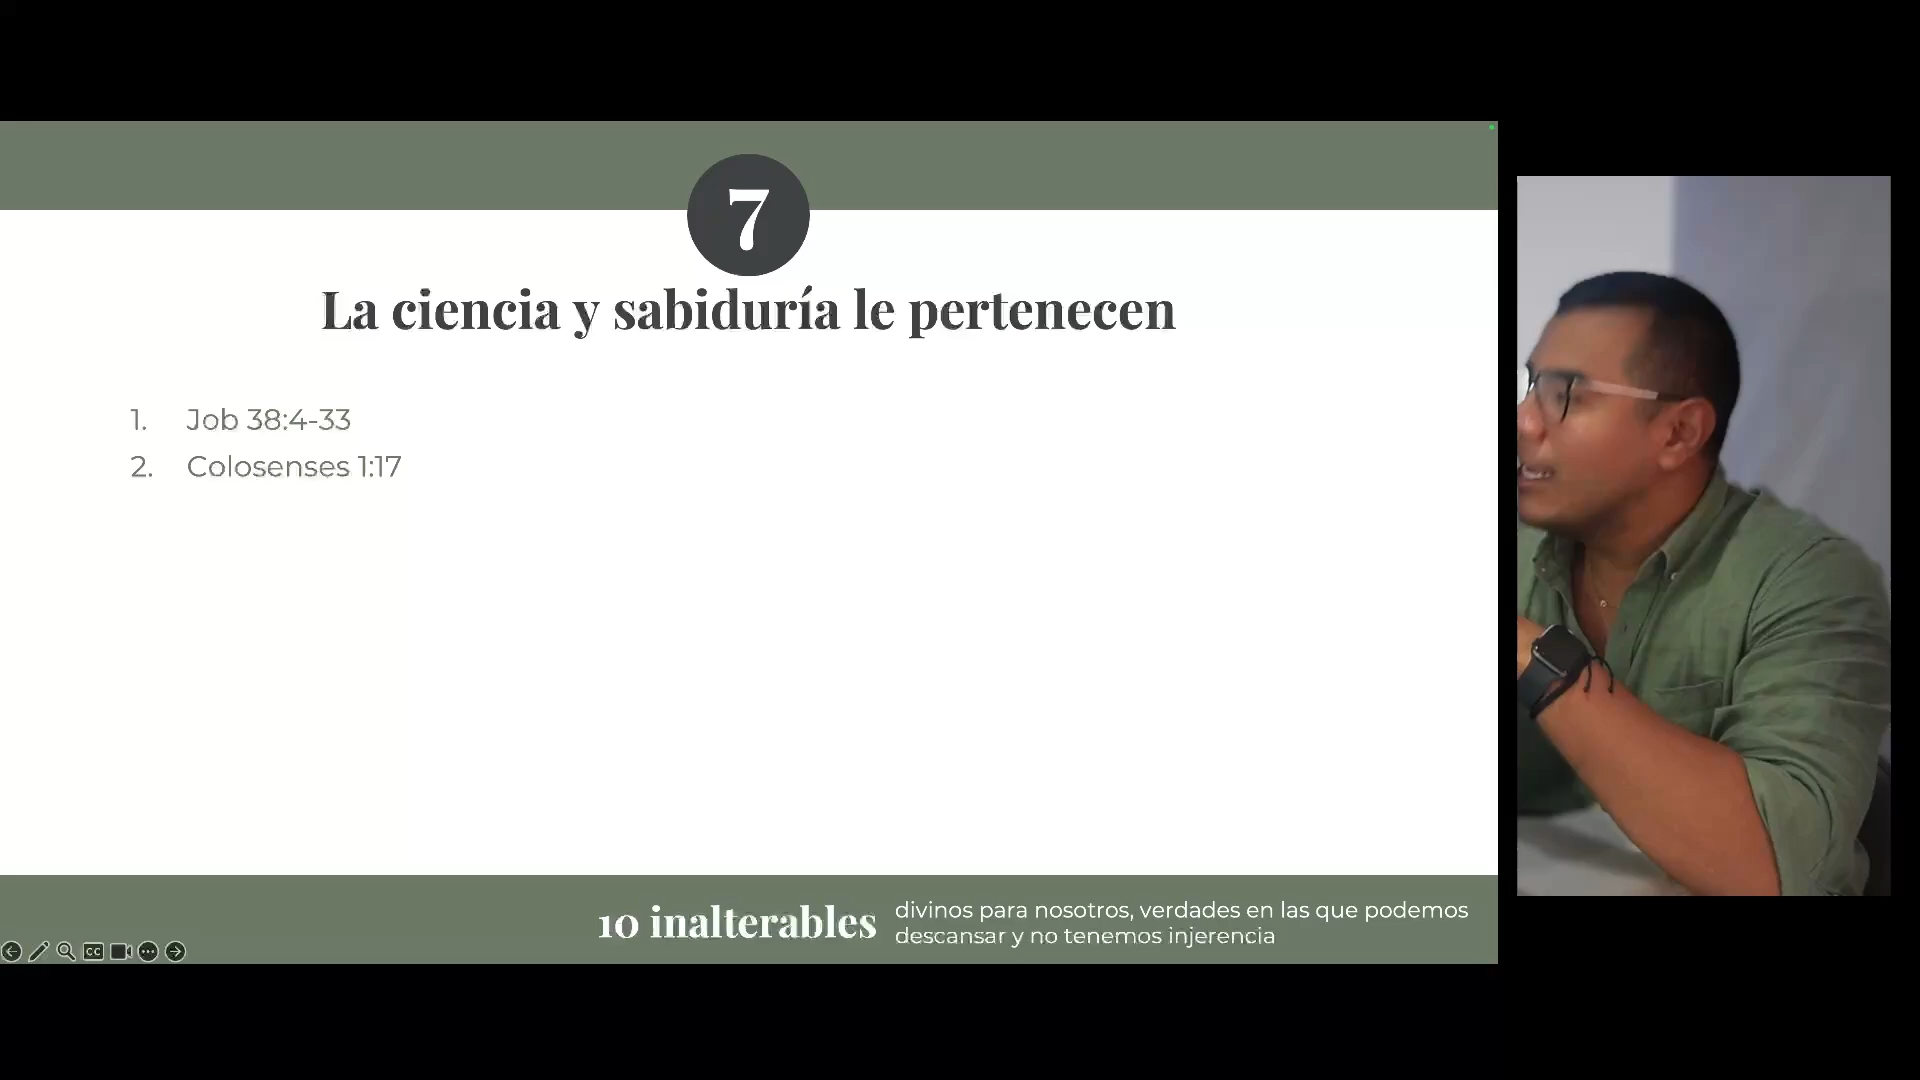 7
La ciencia y sabiduría le pertenecen
1. Job 38:4-33
2. Colosenses 1:17
10 inalterables
divinos para nosotros, verdades en las que podemos
descansar y no tenemos injerencia
CC